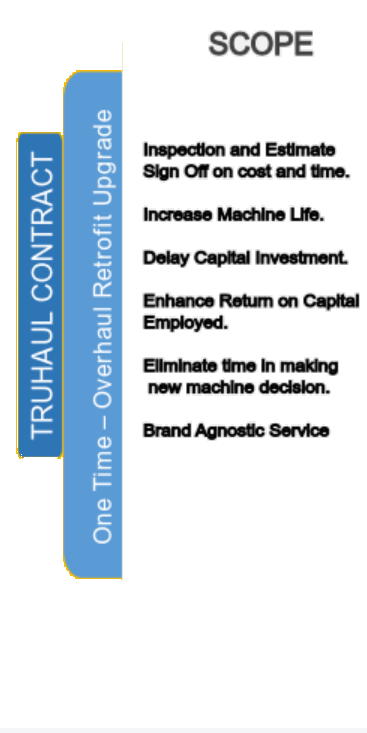 SCOPE
TRUHAUL CONTRACT
One Time – Overhaul Retrofit Upgrade
Inspection and Estimate
Sign Off on cost and time.
Increase Machine Life.
Delay Capital Investment.
Enhance Return on Capital
Employed.
Eliminate time in making
new machine decision.
Brand Agnostic Service